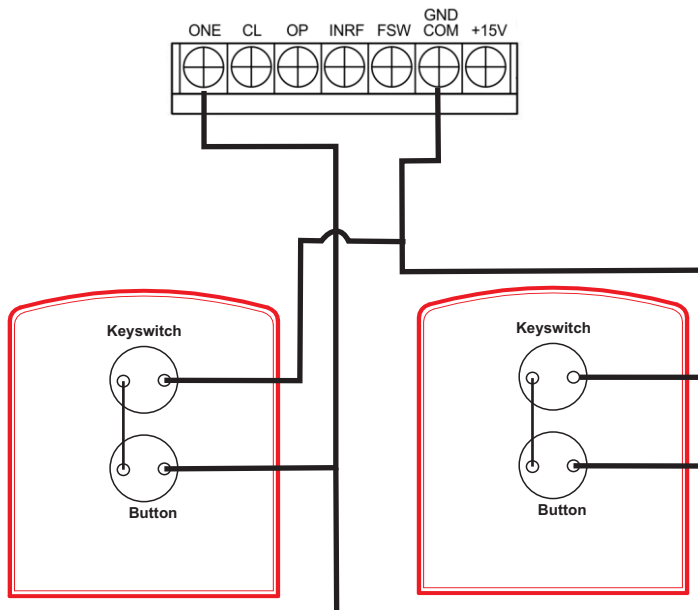 GND
ONE CL OP INRF FSW COM +15V
Keyswitch
Button
Keyswitch
Button